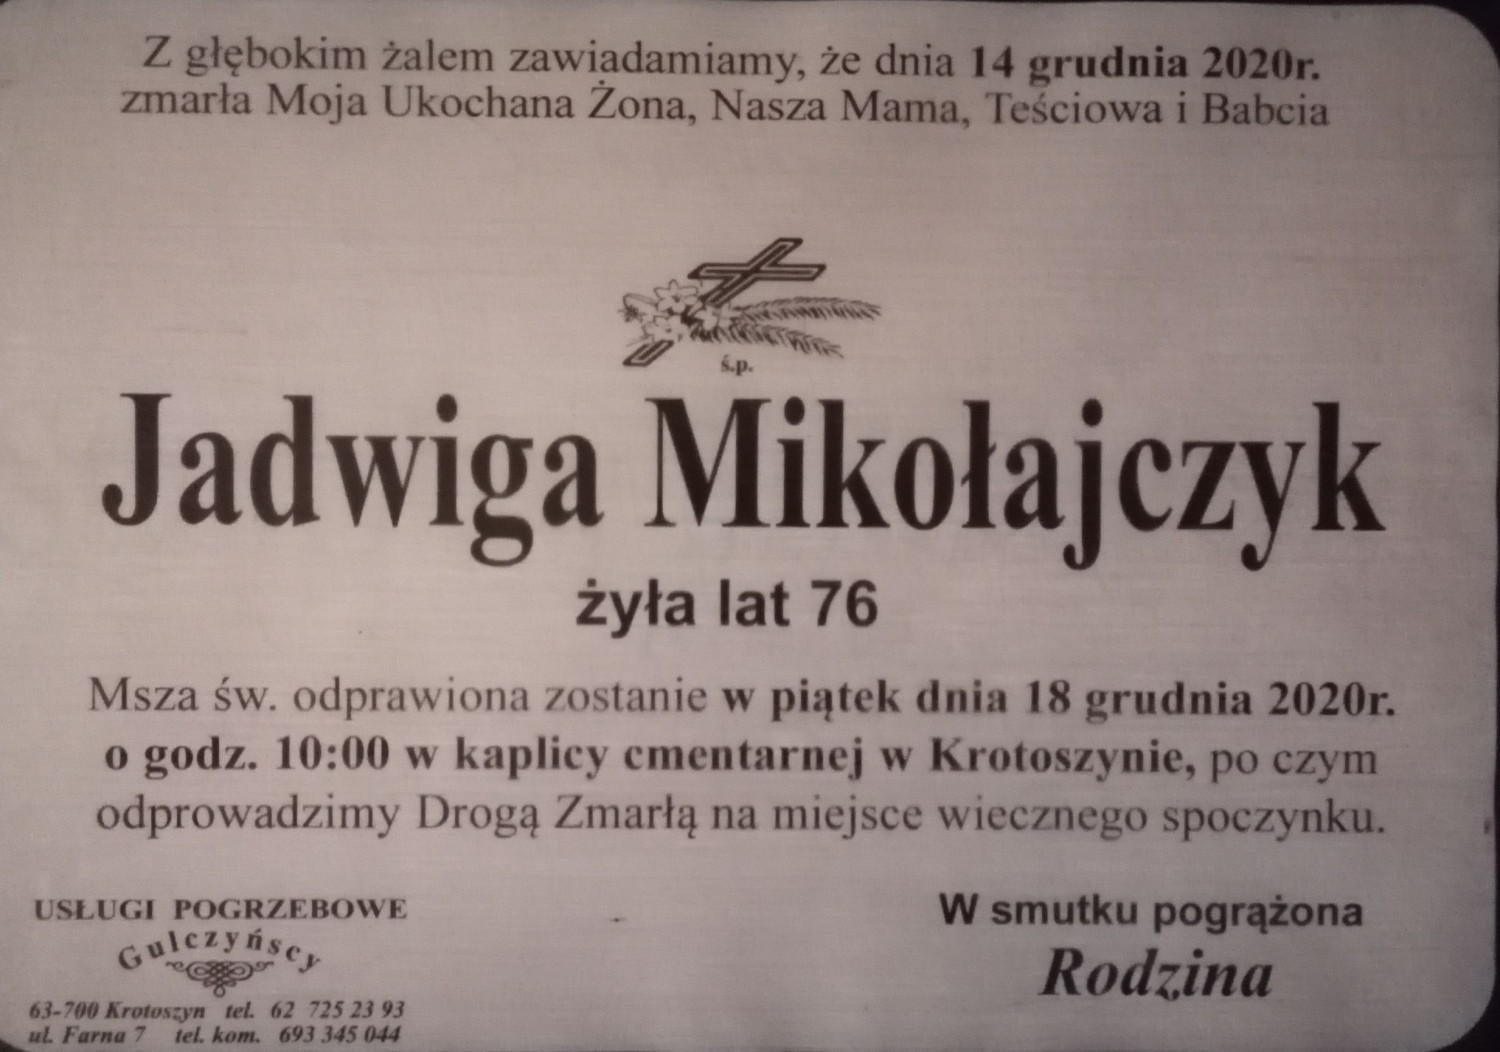 Z głębokim żalem zawiadamiamy, że dnia 14 grudnia 2020r.
zmarła Moja Ukochana Żona, Nasza Mama, Teściowa i Babcia
ś.p.
Jadwiga Mikołajczyk
żyła lat 76
Msza św. odprawiona zostanie w piątek dnia 18 grudnia 2020r.
o godz. 10:00 w kaplicy cmentarnej w Krotoszynie, po czym
odprowadzimy Drogą Zmarłą na miejsce wiecznego spoczynku.
USŁUGI POGRZEBOWE
Gulczyńscy
63-700 Krotoszyn tel. 62 725 23 93
ul. Farna 7 tel. kom. 693 345 044
W smutku pogrążona
Rodzina